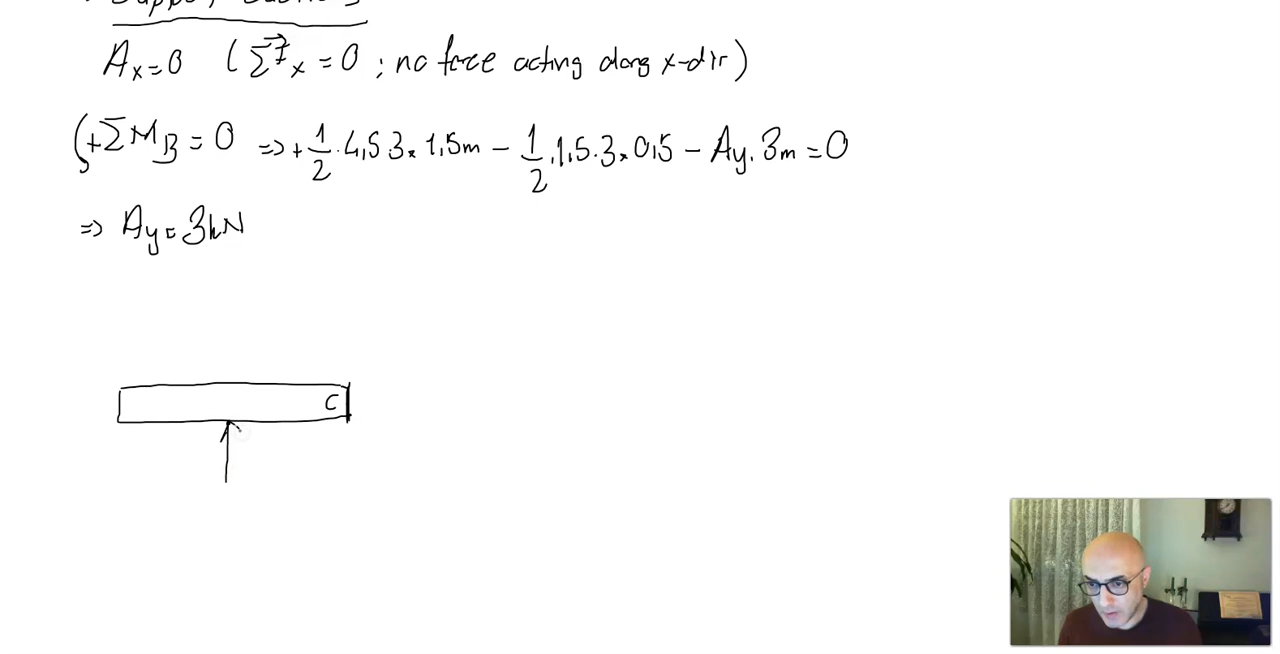 Ax=0 (ΣFx = 0 ; no force acting along x-dir)
+ΣM_B = 0 => + 1/2 · 4,5 3 × 1,5m − 1/2 · 1,5 · 3 × 0,5 − Ay · 3m = 0
=> Ay = 3kN
C